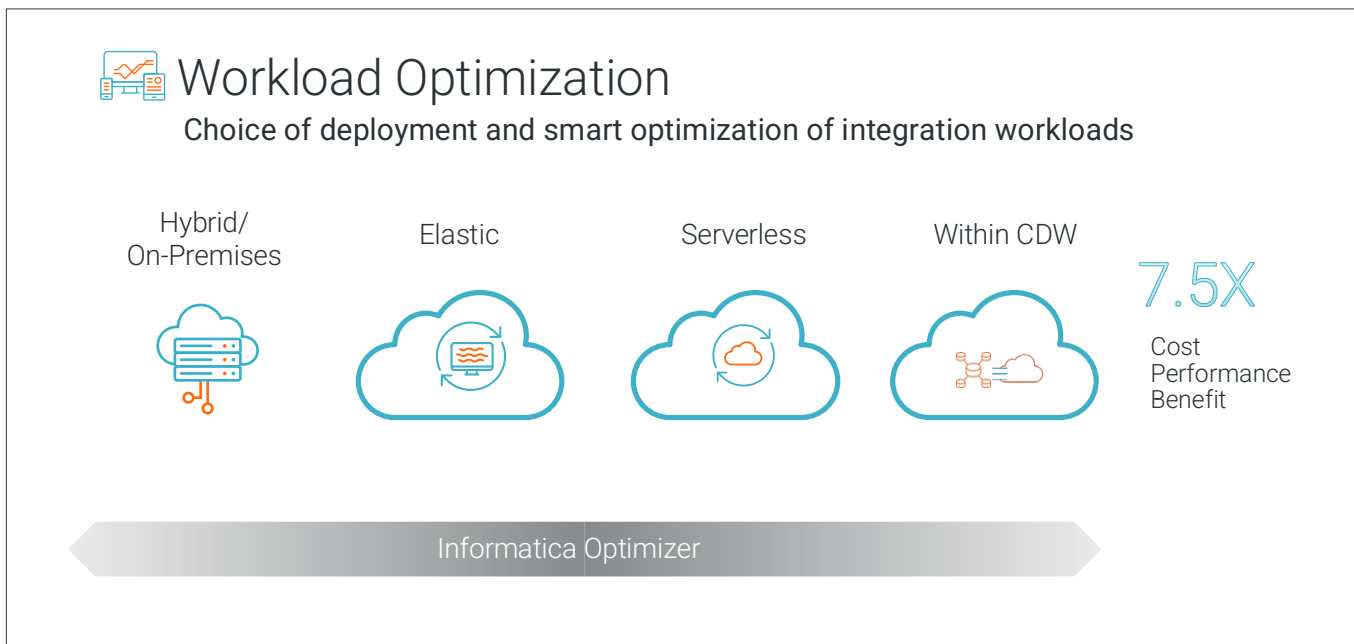 Workload Optimization
Choice of deployment and smart optimization of integration workloads
Hybrid/
On-Premises
Elastic
Serverless
Within CDW
7.5X
Cost
Performance
Benefit
Informatica Optimizer